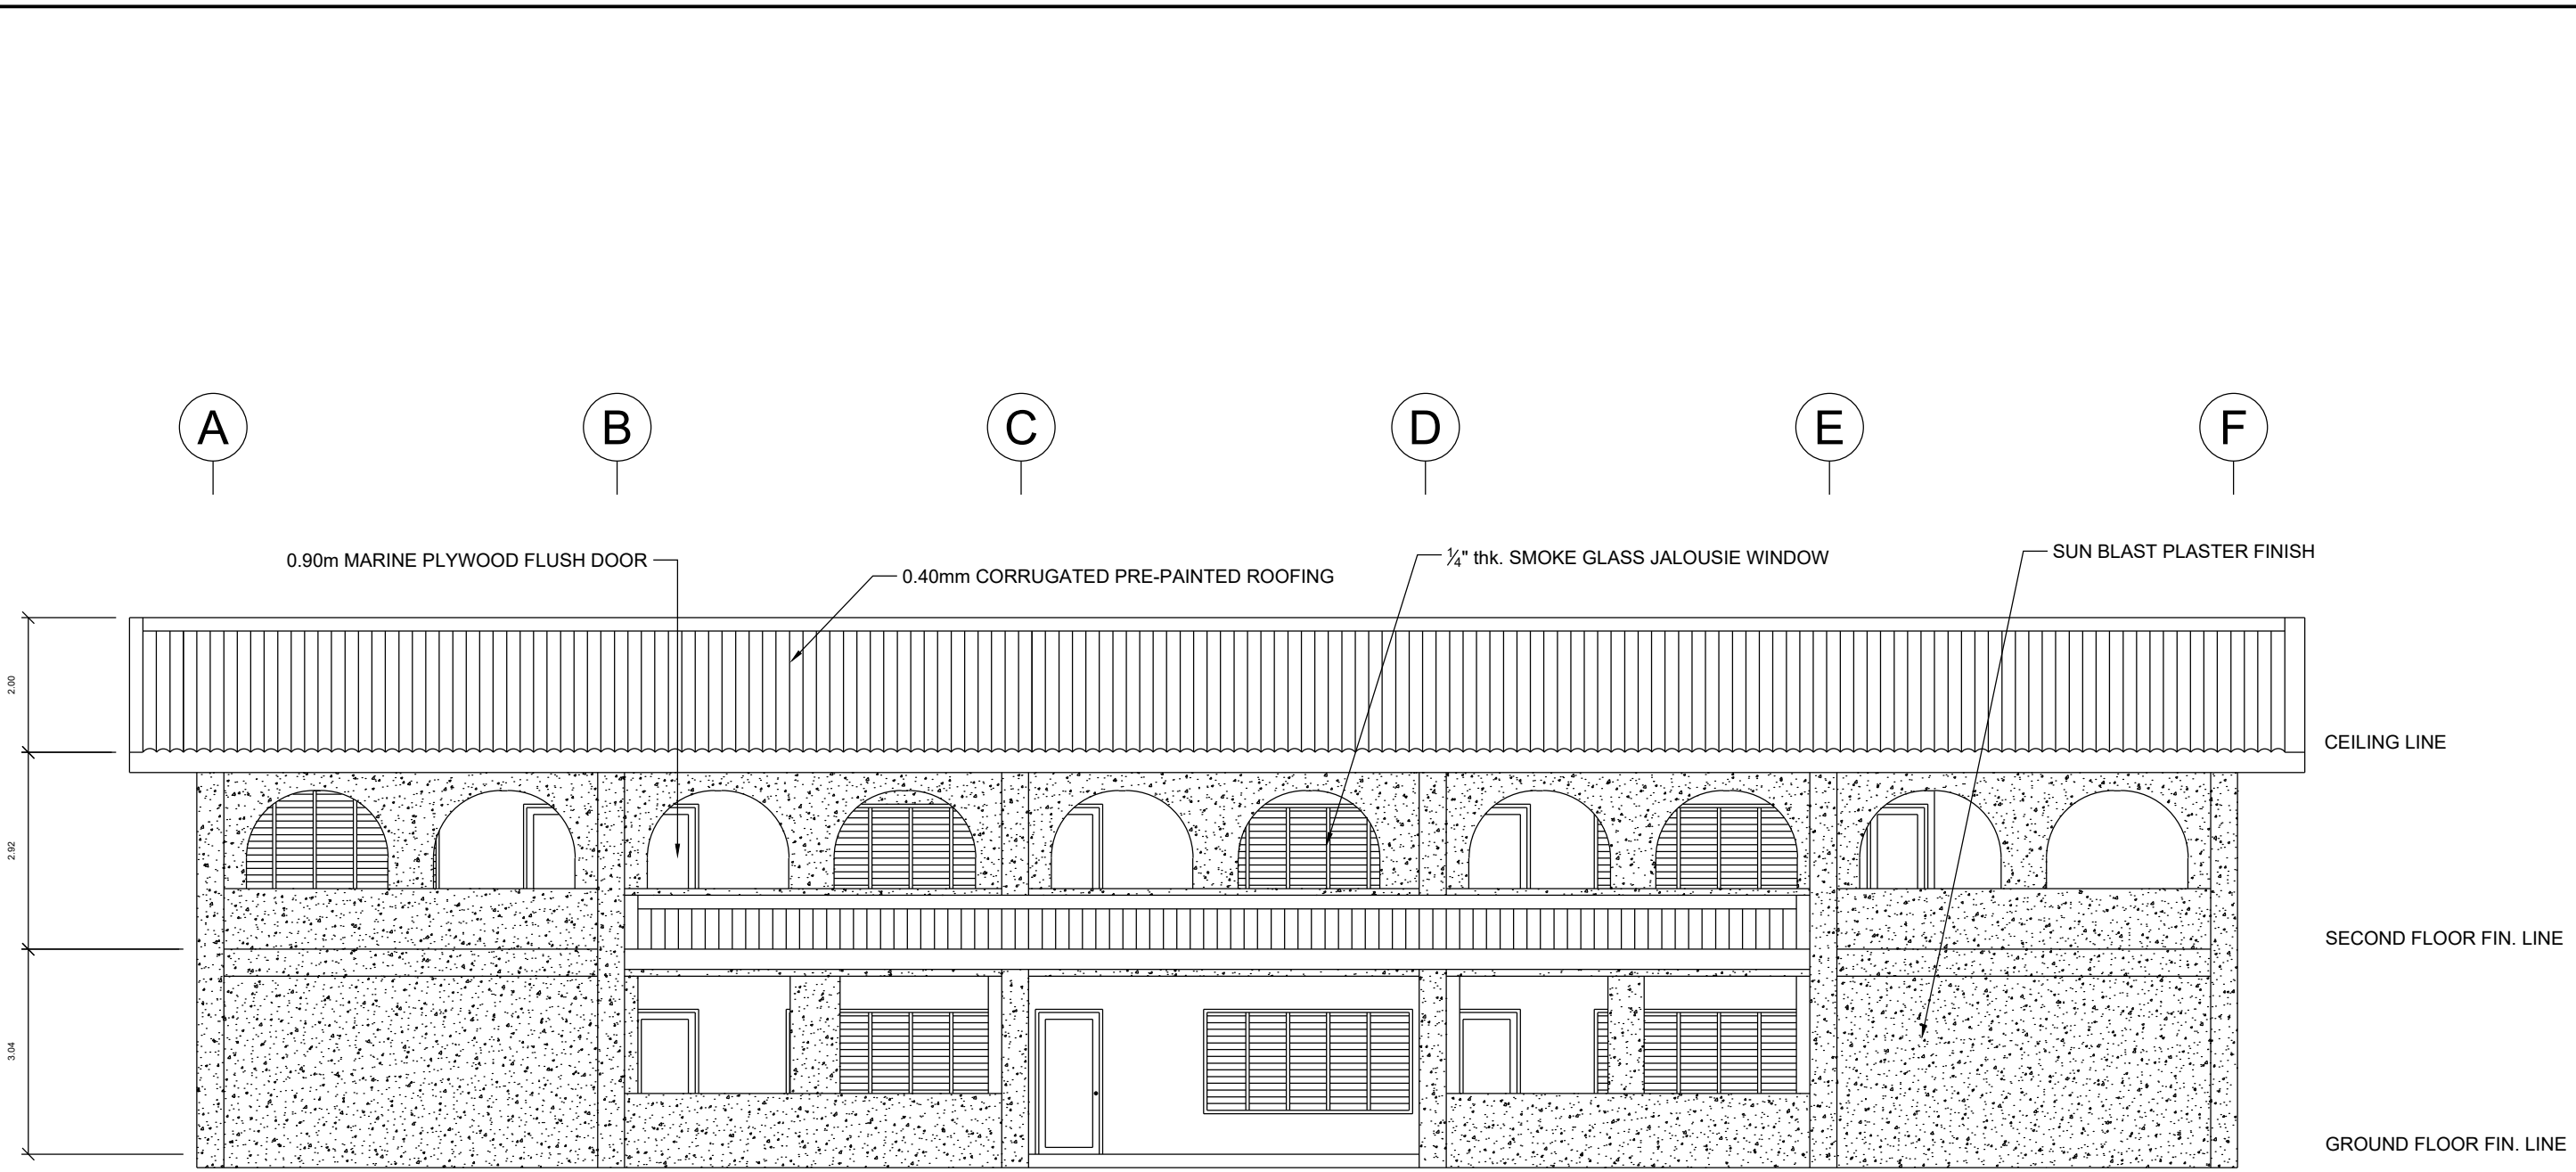 A B C D E F
0.90m MARINE PLYWOOD FLUSH DOOR
0.40mm CORRUGATED PRE-PAINTED ROOFING
¼" thk. SMOKE GLASS JALOUSIE WINDOW
SUN BLAST PLASTER FINISH
2.00
CEILING LINE
2.92
SECOND FLOOR FIN. LINE
3.04
GROUND FLOOR FIN. LINE